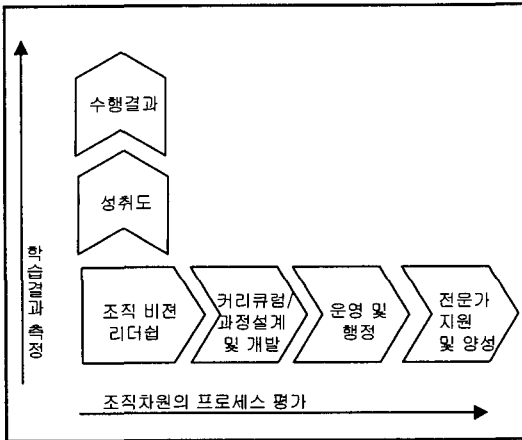 수행결과
성취도
학습결과 측정
조직 비젼
리더쉽
커리큐럼/
과정설계
및 개발
운영 및
행정
전문가
지원
및 양성
조직차원의 프로세스 평가